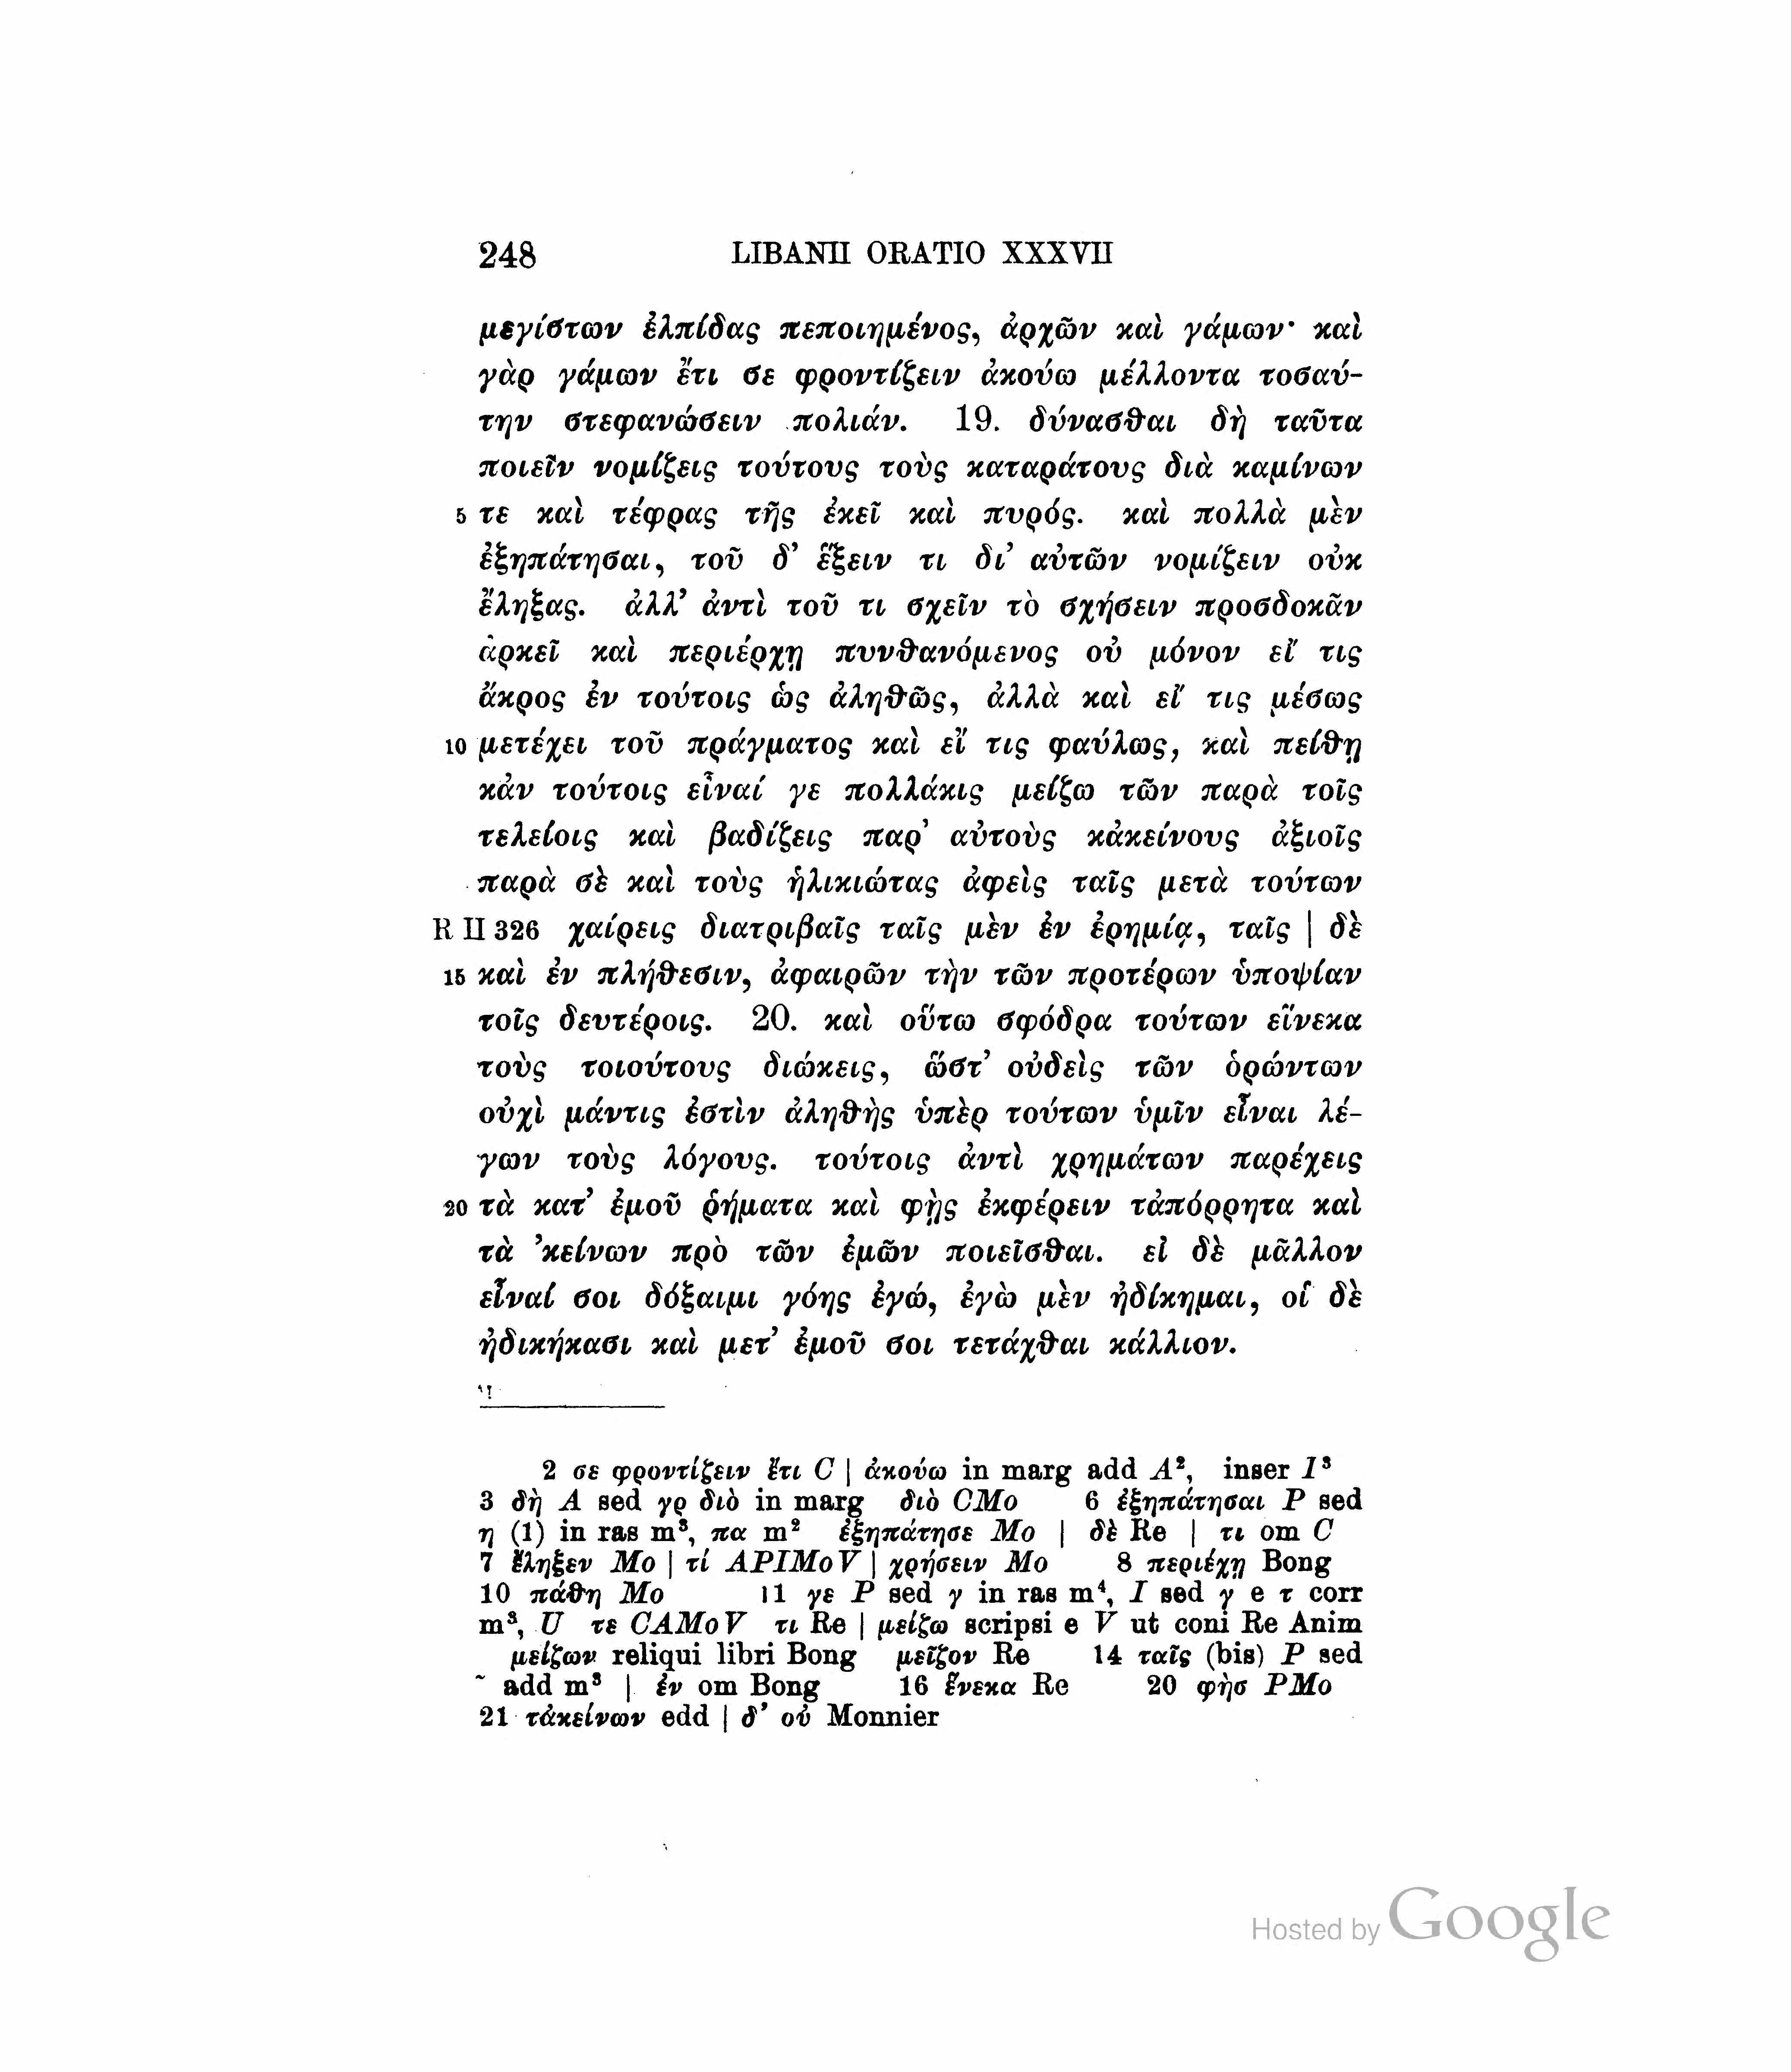 248 LIBANII ORATIO XXXVII
μεγίστων ἐλπίδας πεποιημένος, ἀρχῶν καὶ γάμων· καὶ
γὰρ γάμων ἔτι σε φροντίζειν ἀκούω μέλλοντα τοσαύ-
την στεφανώσειν πολιάν. 19. δύνασθαι δὴ ταῦτα
ποιεῖν νομίζεις τούτους τοὺς καταράτους διὰ καμίνων
5 τε καὶ τέφρας τῆς ἐκεῖ καὶ πυρός. καὶ πολλὰ μὲν
ἐξηπάτησαι, τοῦ δ’ ἕξειν τι δι’ αὐτῶν νομίζειν οὐκ
ἔληξας. ἀλλ’ ἀντὶ τοῦ τι σχεῖν τὸ σχήσειν προσδοκᾶν
ἀρκεῖ καὶ περιέρχῃ πυνθανόμενος οὐ μόνον εἴ τις
ἄκρος ἐν τούτοις ὡς ἀληθῶς, ἀλλὰ καὶ εἴ τις μέσως
10 μετέχει τοῦ πράγματος καὶ εἴ τις φαύλως, καὶ πείθῃ
κἀν τούτοις εἶναί γε πολλάκις μείζω τῶν παρὰ τοῖς
τελείοις καὶ βαδίζεις παρ’ αὐτοὺς κἀκείνους ἀξιοῖς
παρὰ σὲ καὶ τοὺς ἡλικιώτας ἀφεὶς ταῖς μετὰ τούτων
R II 326 χαίρεις διατριβαῖς ταῖς μὲν ἐν ἐρημίᾳ, ταῖς | δὲ
15 καὶ ἐν πλήθεσιν, ἀφαιρῶν τὴν τῶν προτέρων ὑποψίαν
τοῖς δευτέροις. 20. καὶ οὕτω σφόδρα τούτων εἵνεκα
τοὺς τοιούτους διώκεις, ὥστ’ οὐδεὶς τῶν ὁρώντων
οὐχὶ μάντις ἐστὶν ἀληθὴς ὑπὲρ τούτων ὑμῖν εἶναι λέ-
γων τοὺς λόγους. τούτοις ἀντὶ χρημάτων παρέχεις
20 τὰ κατ’ ἐμοῦ ῥήματα καὶ φῂς ἐκφέρειν τἀπόρρητα καὶ
τὰ ’κείνων πρὸ τῶν ἐμῶν ποιεῖσθαι. εἰ δὲ μᾶλλον
εἶναί σοι δόξαιμι γόης ἐγώ, ἐγὼ μὲν ἠδίκημαι, οἱ δὲ
ἠδικήκασι καὶ μετ’ ἐμοῦ σοι τετάχθαι κάλλιον.
2 σε φροντίζειν ἔτι C | ἀκούω in marg add A², inser I³
3 δὴ A sed γρ διὸ in marg διὸ CMo 6 ἐξηπάτησαι P sed
η (1) in ras m³, πα m² ἐξηπάτησε Mo | δὲ Re | τι om C
7 ἔληξεν Mo | τί APIMoV | χρήσειν Mo 8 περιέχῃ Bong
10 πάθη Mo 11 γε P sed γ in ras m⁴, I sed γ e τ corr
m³, U τε CAMoV τι Re | μείζω scripsi e V ut coni Re Anim
μείζων reliqui libri Bong μεῖζον Re 14 ταῖς (bis) P sed
῀ add m³ | ἐν om Bong 16 ἕνεκα Re 20 φὴσ PMo
21 τἀκείνων edd | δ’ οὐ Monnier
Hosted by Google